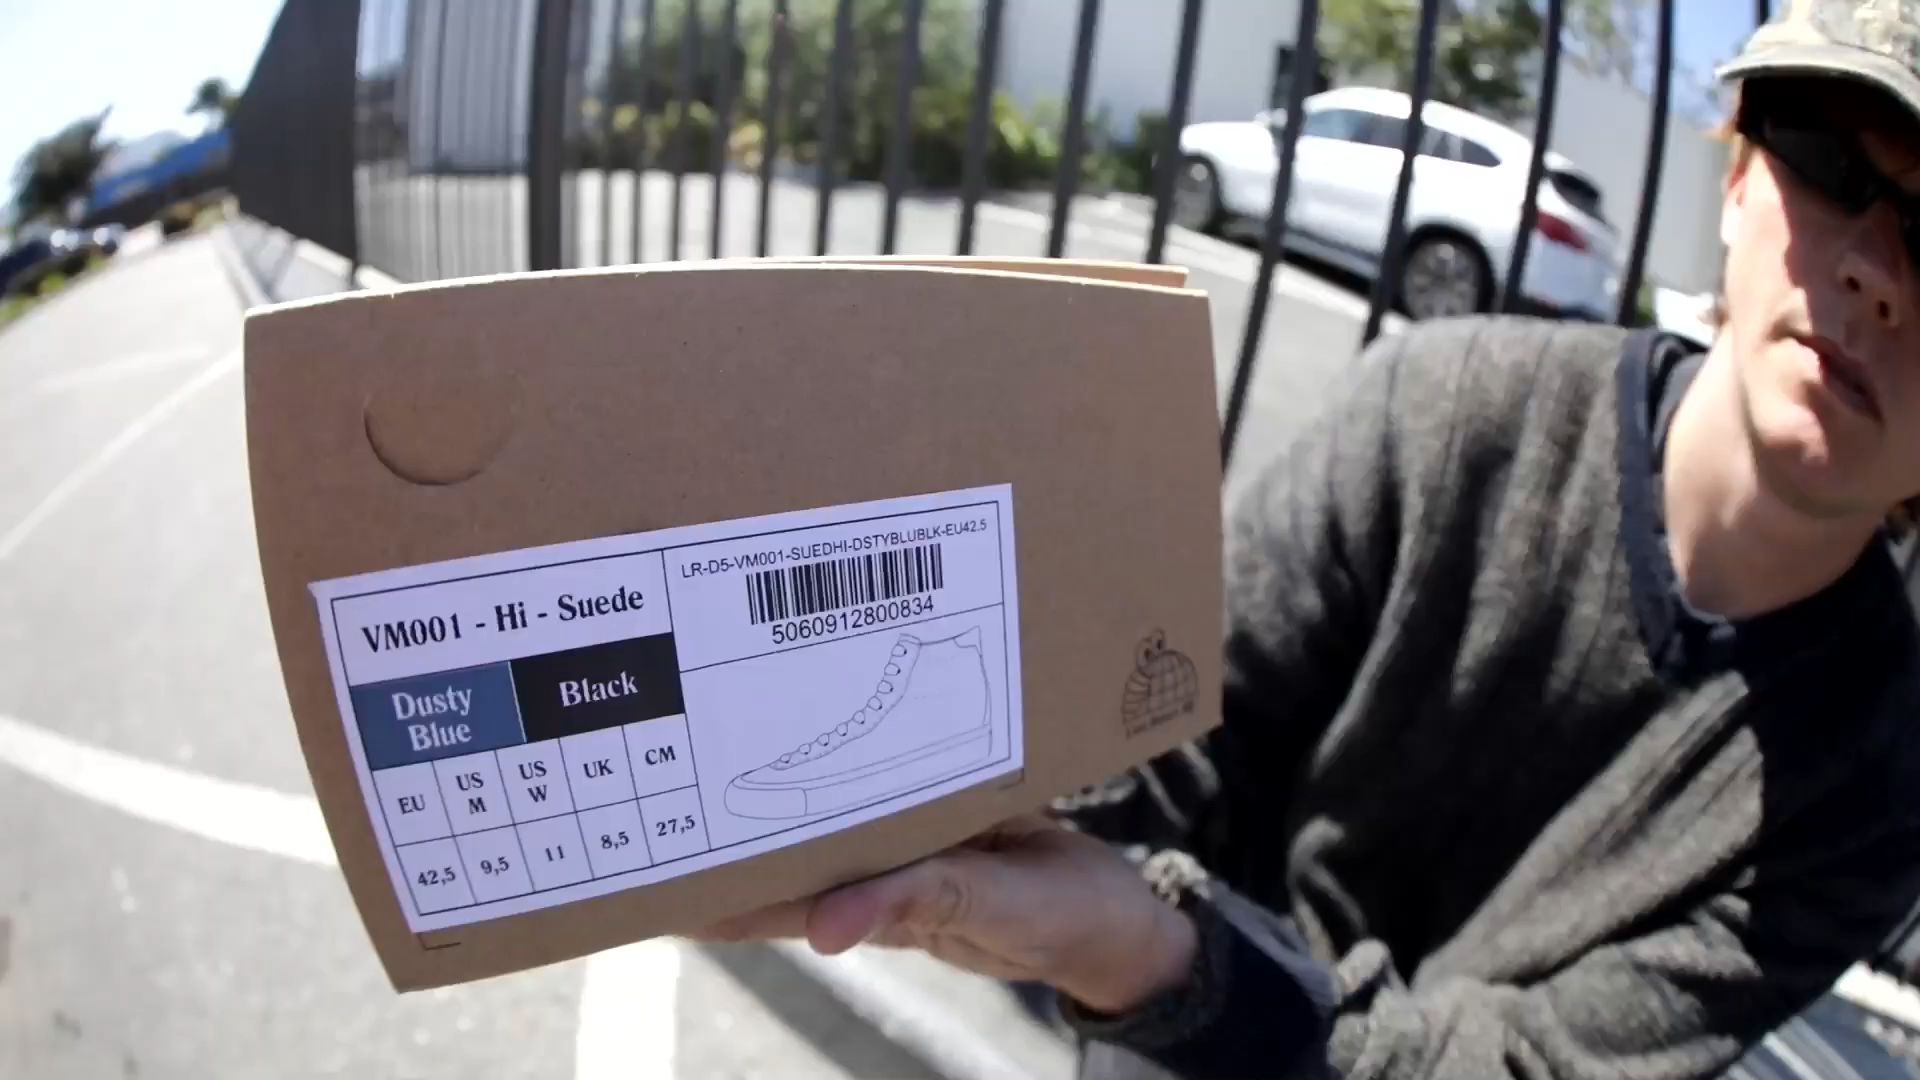 LR-D5-VM001-SUEDHI-DSTYBLUBLK-EU42.5
5060912800834
VM001 - Hi - Suede
Dusty
Blue
Black
EU
US
M
US
W
UK
CM
42,5
9,5
11
8,5
27,5